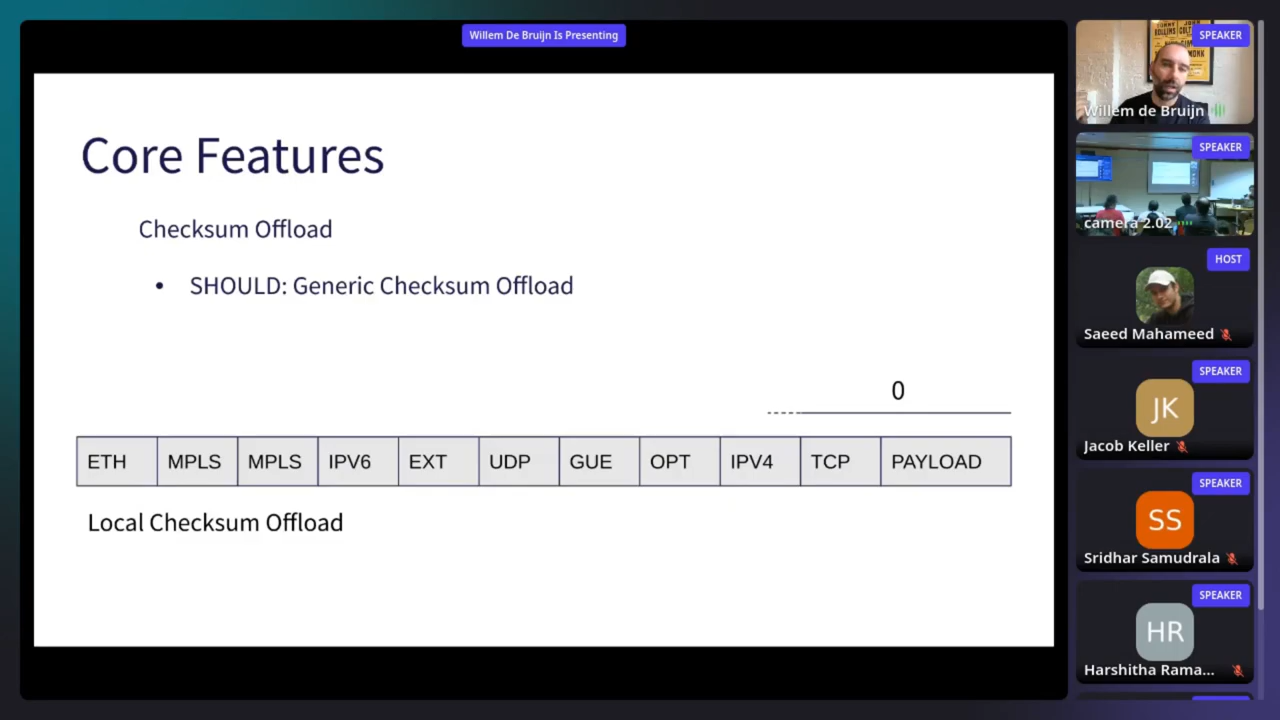 Willem De Bruijn Is Presenting
Core Features
Checksum Offload
• SHOULD: Generic Checksum Offload
0
ETH MPLS MPLS IPV6 EXT UDP GUE OPT IPV4 TCP PAYLOAD
Local Checksum Offload
SPEAKER
Willem de Bruijn
SPEAKER
camera 2.02
HOST
Saeed Mahameed
SPEAKER
JK
Jacob Keller
SPEAKER
SS
Sridhar Samudrala
SPEAKER
HR
Harshitha Rama...